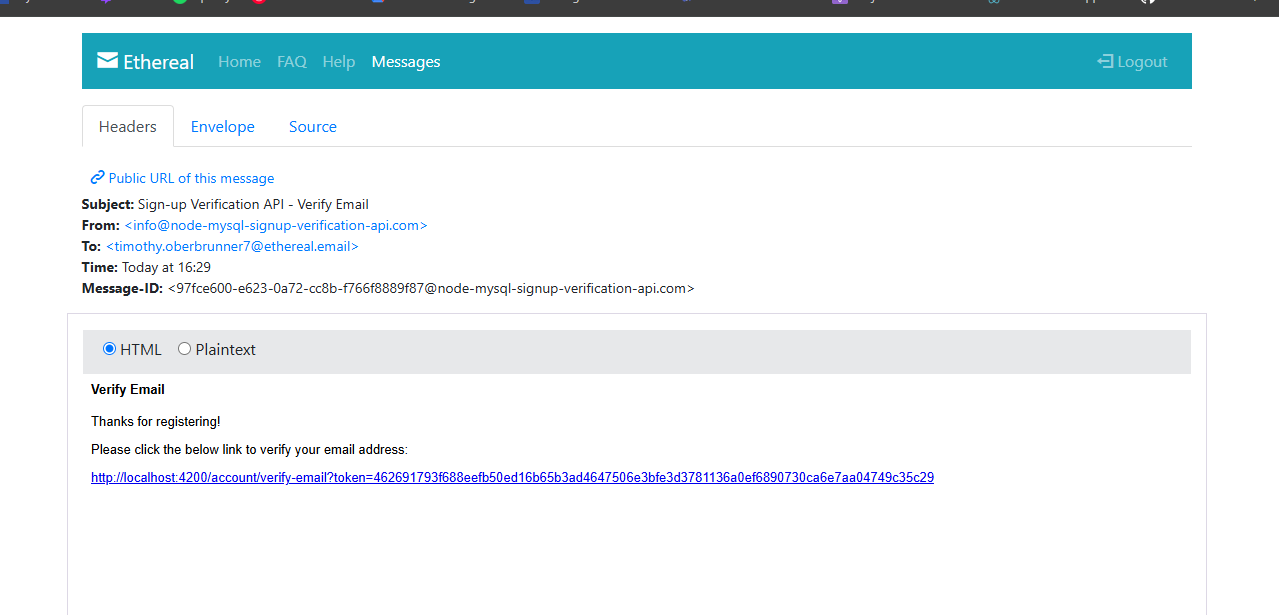 Ethereal Home FAQ Help Messages Logout
Headers Envelope Source
Public URL of this message
Subject: Sign-up Verification API - Verify Email
From: <info@node-mysql-signup-verification-api.com>
To: <timothy.oberbrunner7@ethereal.email>
Time: Today at 16:29
Message-ID: <97fce600-e623-0a72-cc8b-f766f8889f87@node-mysql-signup-verification-api.com>
HTML Plaintext
Verify Email
Thanks for registering!
Please click the below link to verify your email address:
http://localhost:4200/account/verify-email?token=462691793f688eefb50ed16b65b3ad4647506e3bfe3d3781136a0ef6890730ca6e7aa04749c35c29